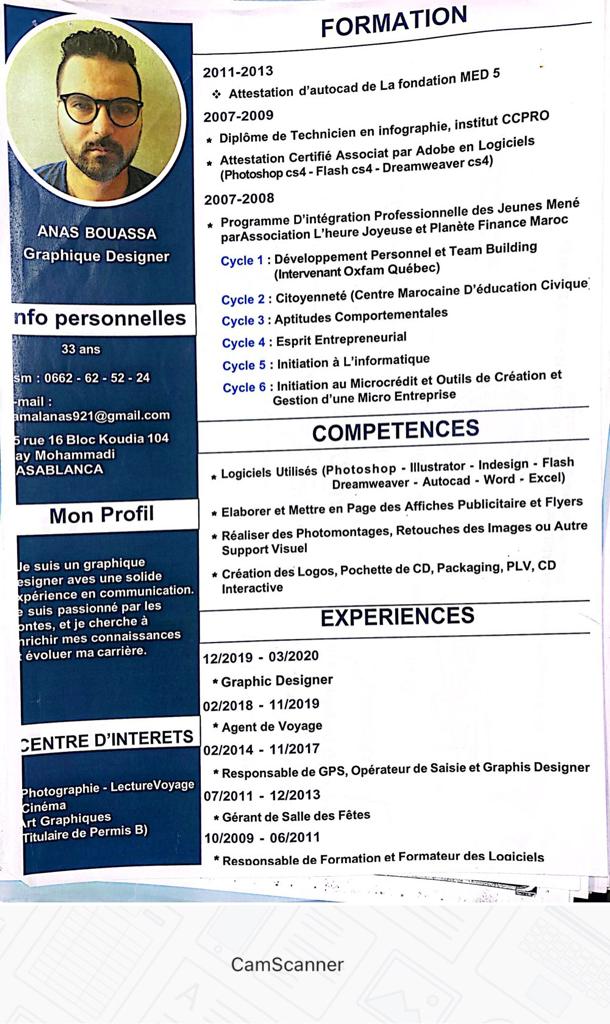 ANAS BOUASSA
Graphique Designer
nfo personnelles
33 ans
sm : 0662 - 62 - 52 - 24
-mail :
amalanas921@gmail.com
5 rue 16 Bloc Koudia 104
ay Mohammadi
ASABLANCA
Mon Profil
Je suis un graphique
esigner aves une solide
xpérience en communication.
e suis passionné par les
ontes, et je cherche à
nrichir mes connaissances
t évoluer ma carrière.
CENTRE D'INTERETS
Photographie - LectureVoyage
Cinéma
Art Graphiques
Titulaire de Permis B)
FORMATION
2011-2013
❖ Attestation d'autocad de La fondation MED 5
2007-2009
* Diplôme de Technicien en infographie, institut CCPRO
* Attestation Certifié Associat par Adobe en Logiciels
(Photoshop cs4 - Flash cs4 - Dreamweaver cs4)
2007-2008
* Programme D'intégration Professionnelle des Jeunes Mené
parAssociation L'heure Joyeuse et Planète Finance Maroc
Cycle 1 : Développement Personnel et Team Building
(Intervenant Oxfam Québec)
Cycle 2 : Citoyenneté (Centre Marocaine D'éducation Civique
Cycle 3 : Aptitudes Comportementales
Cycle 4 : Esprit Entrepreneurial
Cycle 5 : Initiation à L'informatique
Cycle 6 : Initiation au Microcrédit et Outils de Création et
Gestion d'une Micro Entreprise
COMPETENCES
* Logiciels Utilisés (Photoshop - Illustrator - Indesign - Flash
Dreamweaver - Autocad - Word - Excel)
* Elaborer et Mettre en Page des Affiches Publicitaire et Flyers
* Réaliser des Photomontages, Retouches des Images ou Autre
Support Visuel
* Création des Logos, Pochette de CD, Packaging, PLV, CD
Interactive
EXPERIENCES
12/2019 - 03/2020
* Graphic Designer
02/2018 - 11/2019
* Agent de Voyage
02/2014 - 11/2017
* Responsable de GPS, Opérateur de Saisie et Graphis Designer
07/2011 - 12/2013
* Gérant de Salle des Fêtes
10/2009 - 06/2011
* Responsable de Formation et Formateur des Logiciels
CamScanner